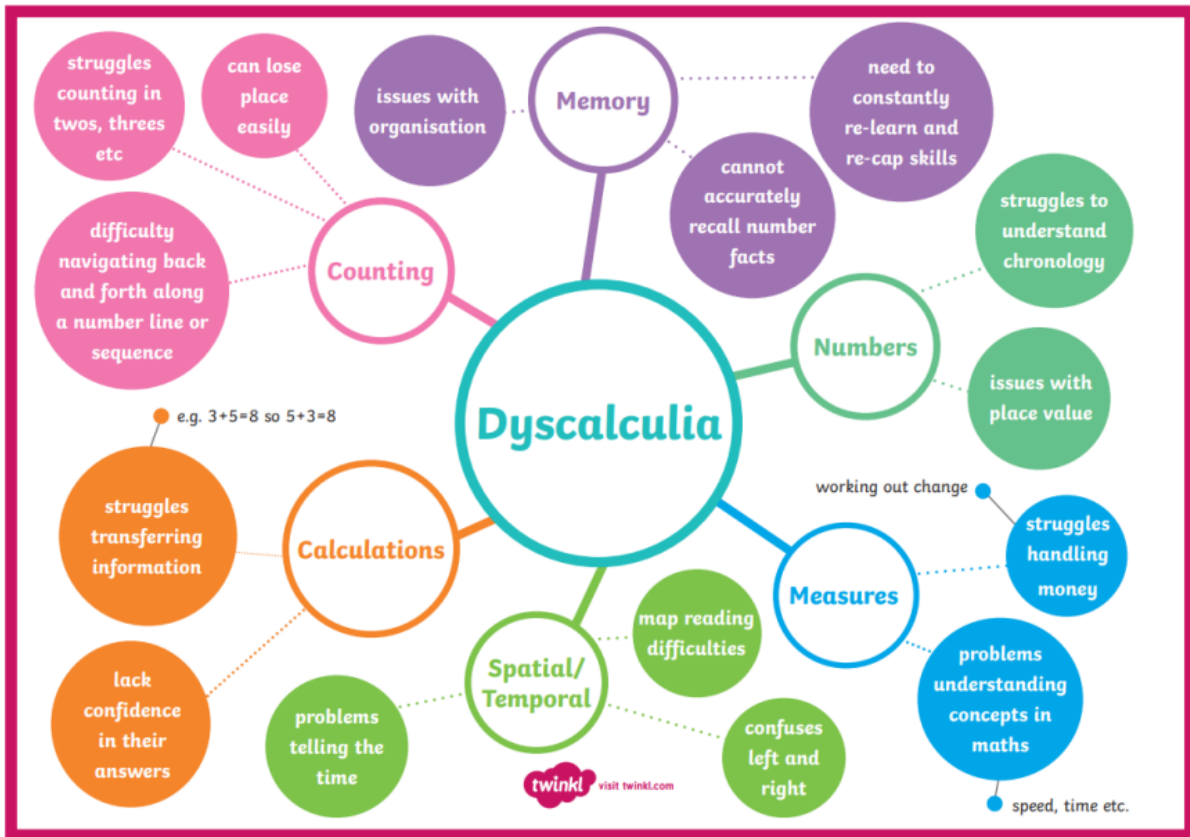 struggles
counting in
twos, threes
etc
can lose
place
easily
issues with
organisation
Memory
need to
constantly
re-learn and
re-cap skills
cannot
accurately
recall number
facts
struggles to
understand
chronology
difficulty
navigating back
and forth along
a number line or
sequence
Counting
Numbers
issues with
place value
Dyscalculia
e.g. 3+5=8 so 5+3=8
struggles
transferring
information
Calculations
working out change
struggles
handling
money
Measures
map reading
difficulties
Spatial/
Temporal
problems
understanding
concepts in
maths
lack
confidence
in their
answers
problems
telling the
time
confuses
left and
right
twinkl visit twinkl.com
speed, time etc.